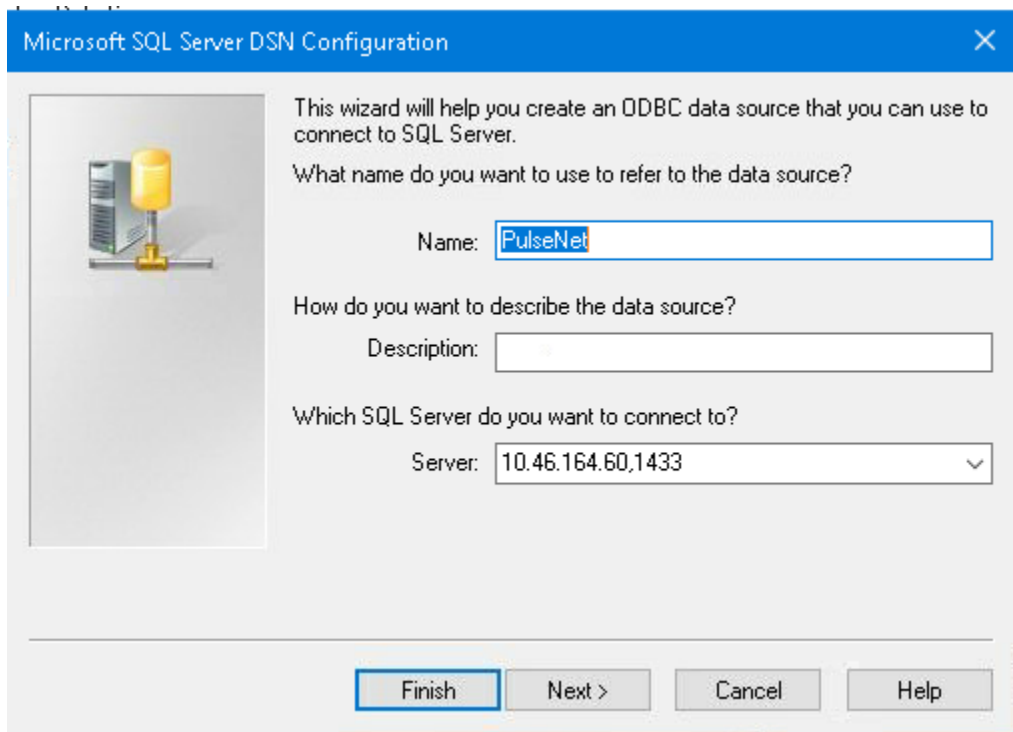 Microsoft SQL Server DSN Configuration
This wizard will help you create an ODBC data source that you can use to
connect to SQL Server.
What name do you want to use to refer to the data source?
Name: PulseNet
How do you want to describe the data source?
Description:
Which SQL Server do you want to connect to?
Server: 10.46.164.60,1433
Finish Next > Cancel Help